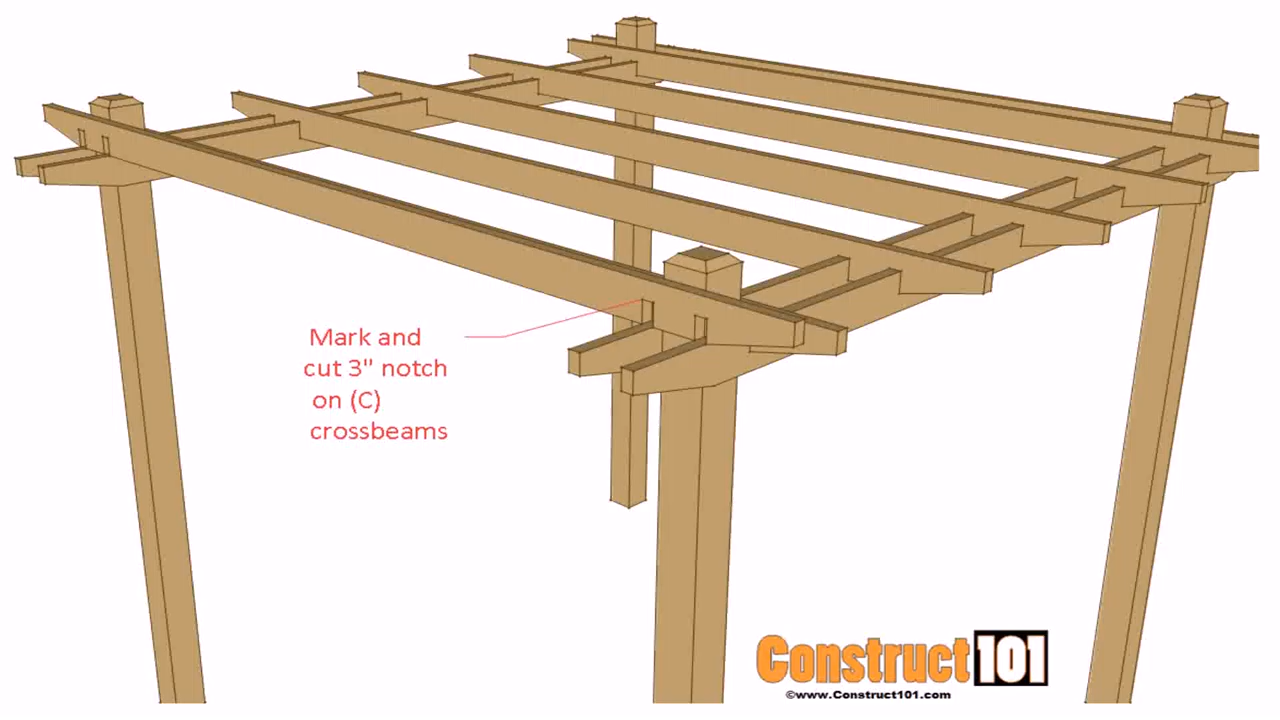 Mark and
cut 3" notch
on (C)
crossbeams
Construct101
©www.Construct101.com